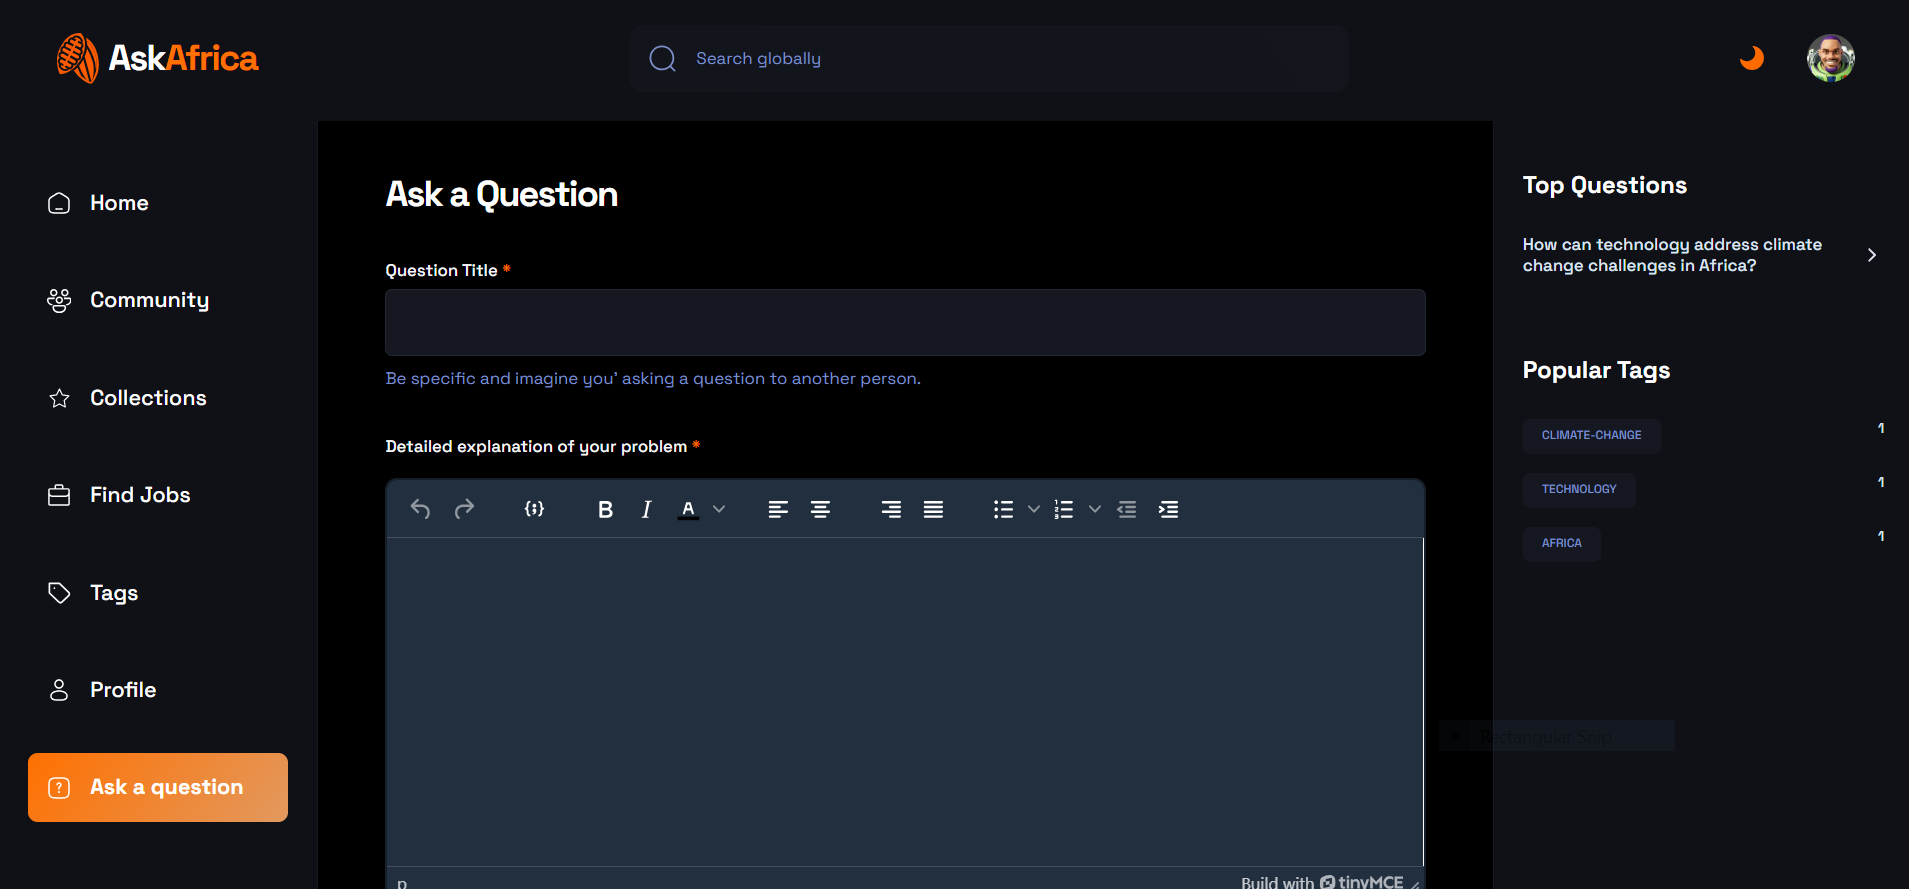 AskAfrica
Search globally
Home
Community
Collections
Find Jobs
Tags
Profile
Ask a question
Ask a Question
Question Title *
Be specific and imagine you' asking a question to another person.
Detailed explanation of your problem *
B I A
p
Build with tinyMCE
Top Questions
How can technology address climate
change challenges in Africa?
Popular Tags
CLIMATE-CHANGE 1
TECHNOLOGY 1
AFRICA 1
Rectangular Snip